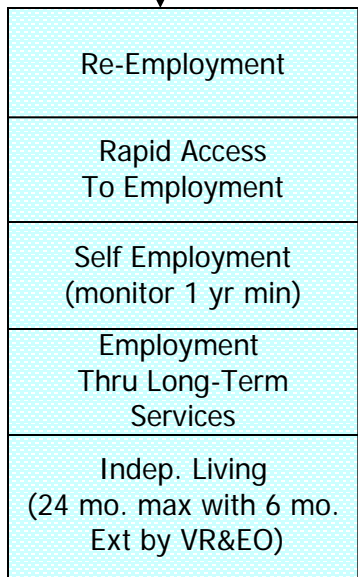 Re-Employment
Rapid Access
To Employment
Self Employment
(monitor 1 yr min)
Employment
Thru Long-Term
Services
Indep. Living
(24 mo. max with 6 mo.
Ext by VR&EO)